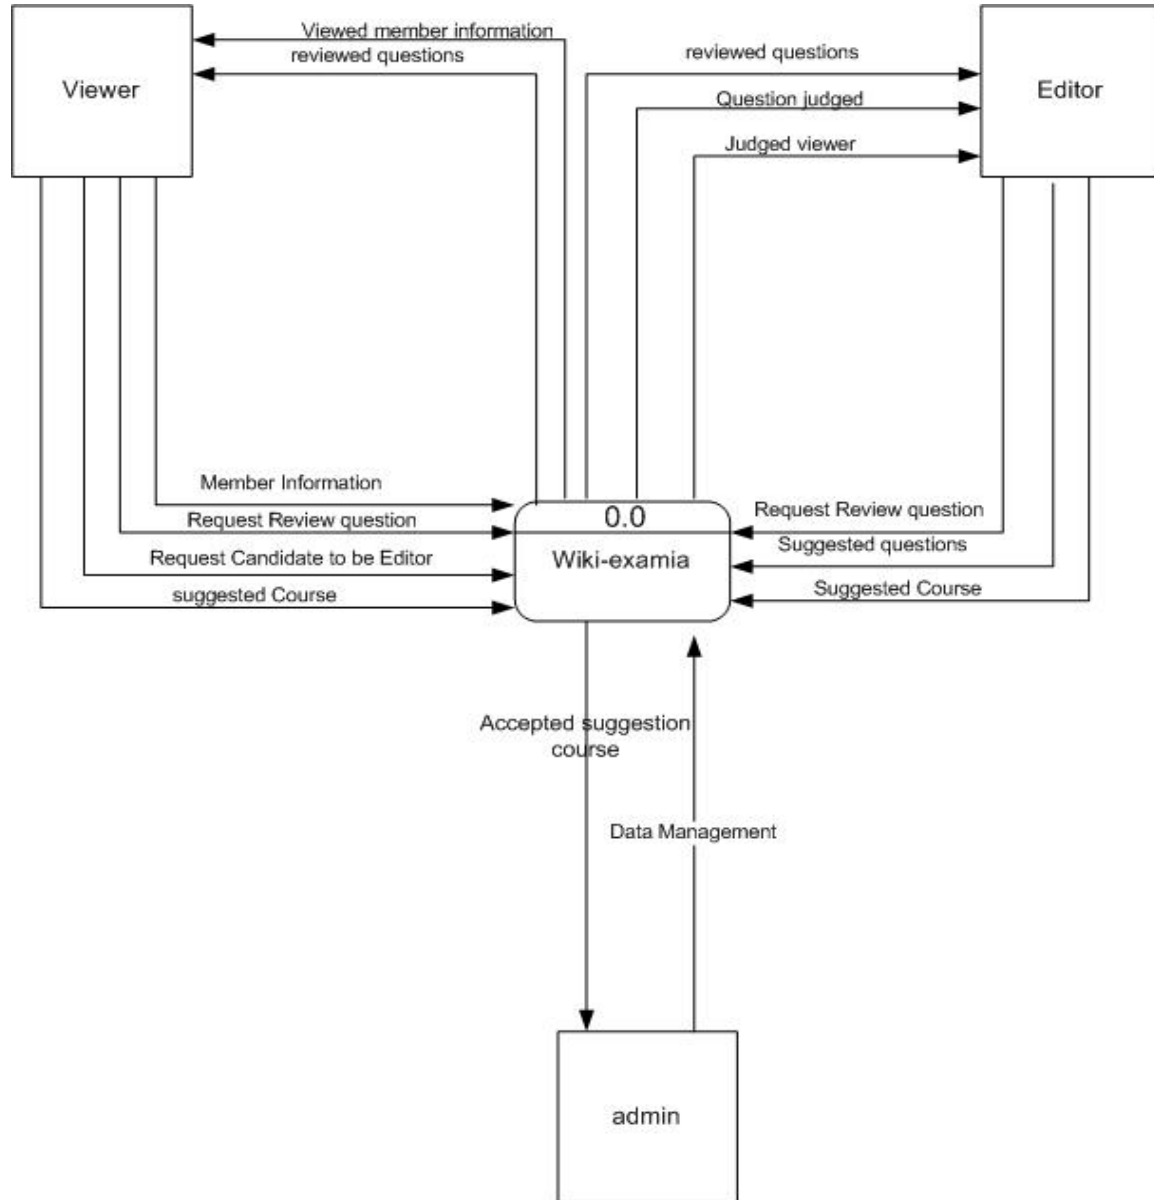 Viewed member information
reviewed questions
Viewer
reviewed questions
Question judged
Judged viewer
Editor
Member Information
Request Review question
Request Candidate to be Editor
suggested Course
0.0
Wiki-examia
Request Review question
Suggested questions
Suggested Course
Accepted suggestion
course
Data Management
admin